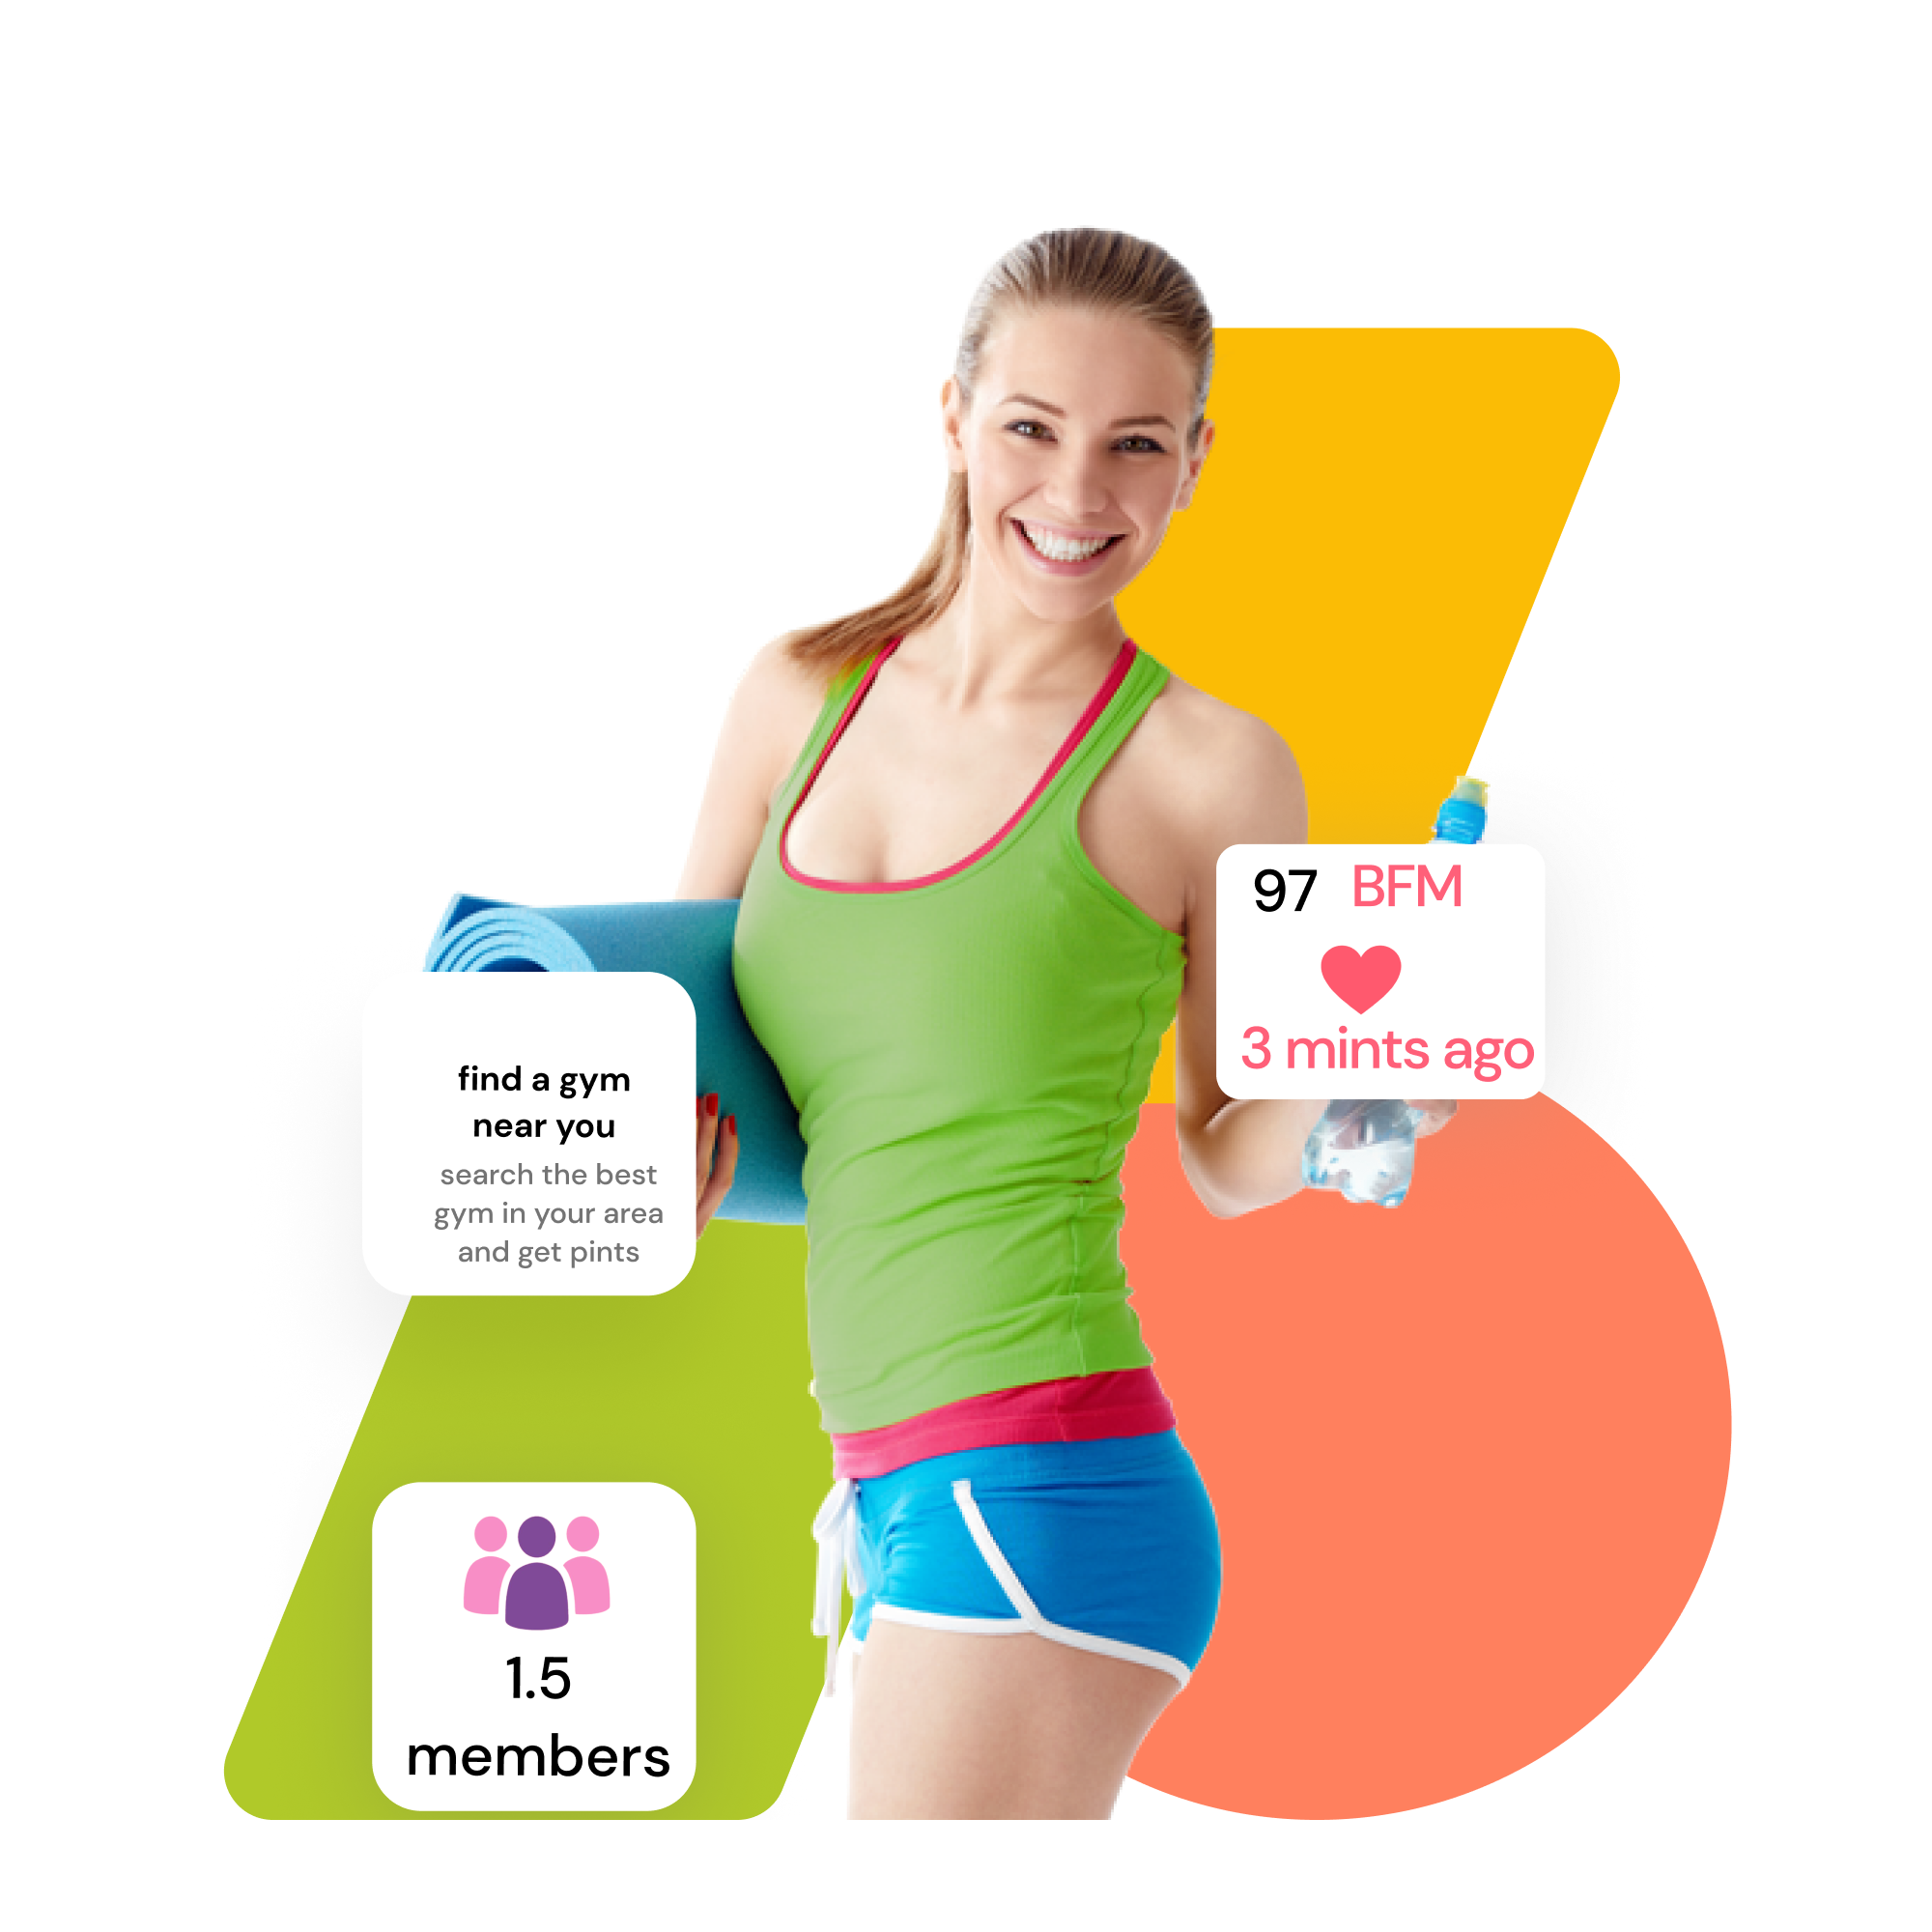 97 BFM
3 mints ago
find a gym
near you
search the best
gym in your area
and get pints
1.5
members